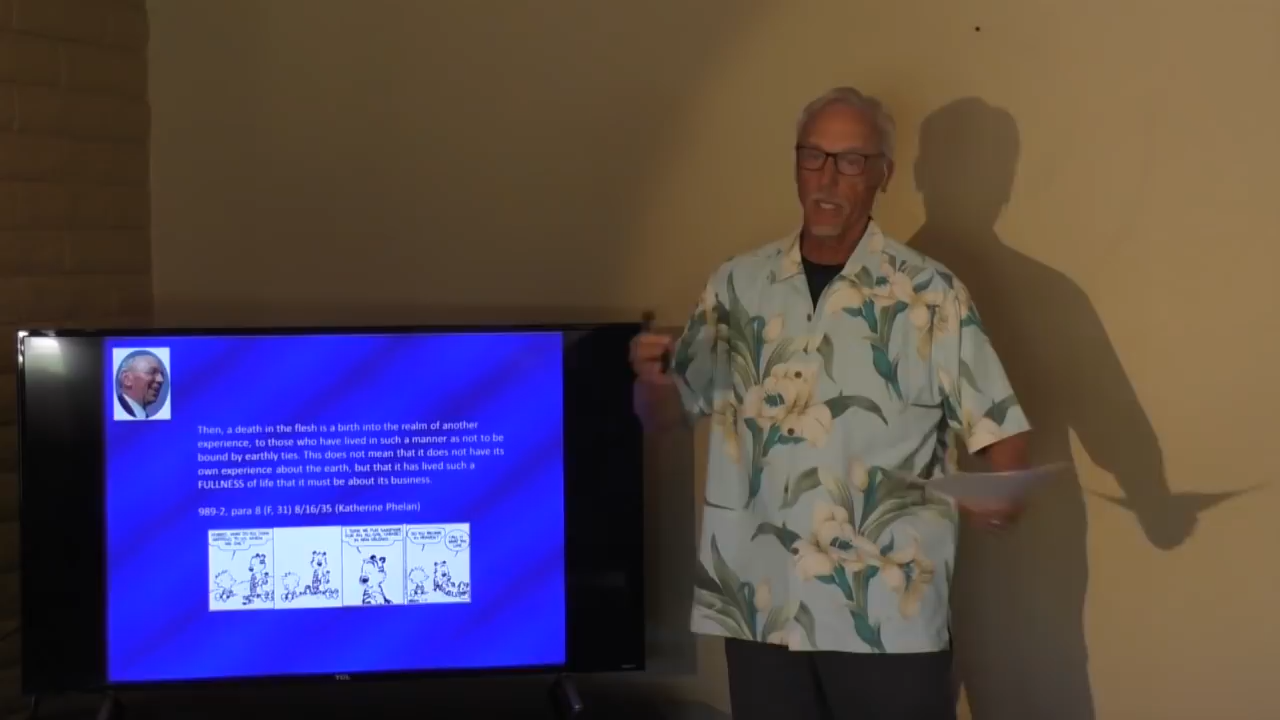 Then, a death in the flesh is a birth into the realm of another
experience, to those who have lived in such a manner as not to be
bound by earthly ties. This does not mean that it does not have its
own experience about the earth, but that it has lived such a
FULLNESS of life that it must be about its business.
989-2, para 8 (F, 31) 8/16/35 (Katherine Phelan)
TCL